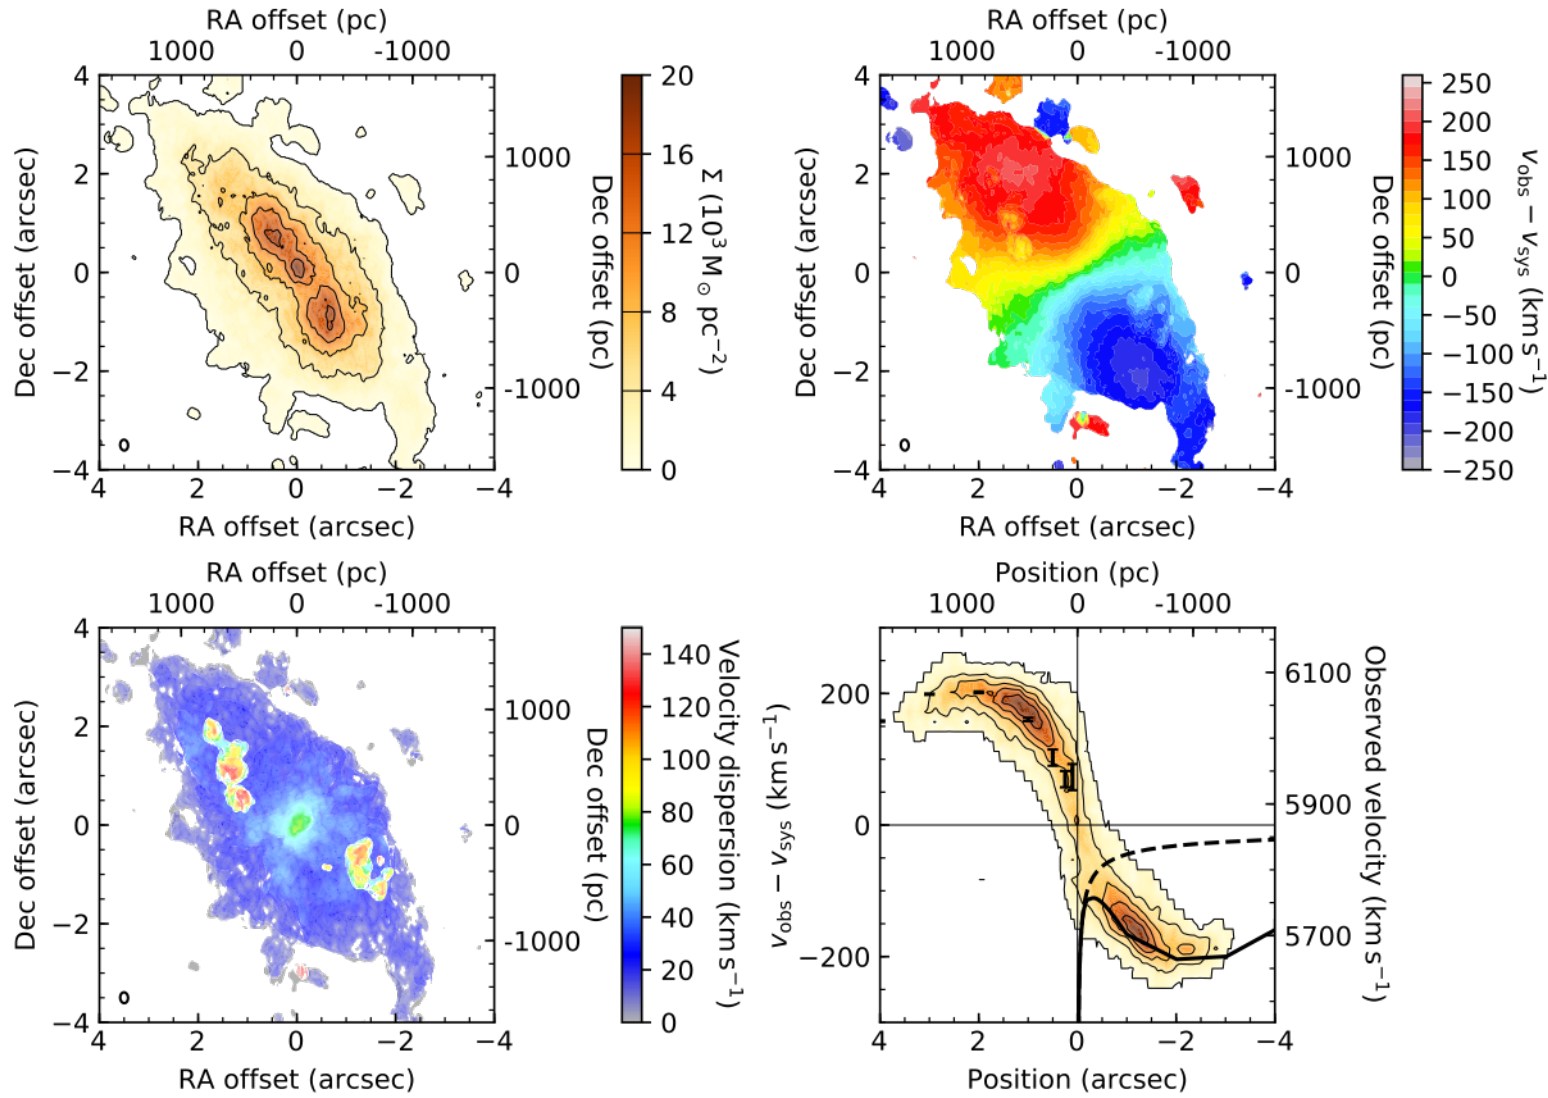 RA offset (pc)
1000 0 -1000
4 2 0 −2 −4
Dec offset (arcsec)
1000 0 -1000
Dec offset (pc)
4 2 0 −2 −4
RA offset (arcsec)
20 16 12 8 4 0
Σ (10³ M⊙ pc⁻²)
RA offset (pc)
1000 0 -1000
4 2 0 −2 −4
Dec offset (arcsec)
1000 0 -1000
Dec offset (pc)
4 2 0 −2 −4
RA offset (arcsec)
250 200 150 100 50 0 −50 −100 −150 −200 −250
v_obs − v_sys (km s⁻¹)
RA offset (pc)
1000 0 -1000
4 2 0 −2 −4
Dec offset (arcsec)
1000 0 -1000
Dec offset (pc)
4 2 0 −2 −4
RA offset (arcsec)
140 120 100 80 60 40 20 0
Velocity dispersion (km s⁻¹)
Position (pc)
1000 0 -1000
200 0 −200
v_obs − v_sys (km s⁻¹)
6100 5900 5700
Observed velocity (km s⁻¹)
4 2 0 −2 −4
Position (arcsec)